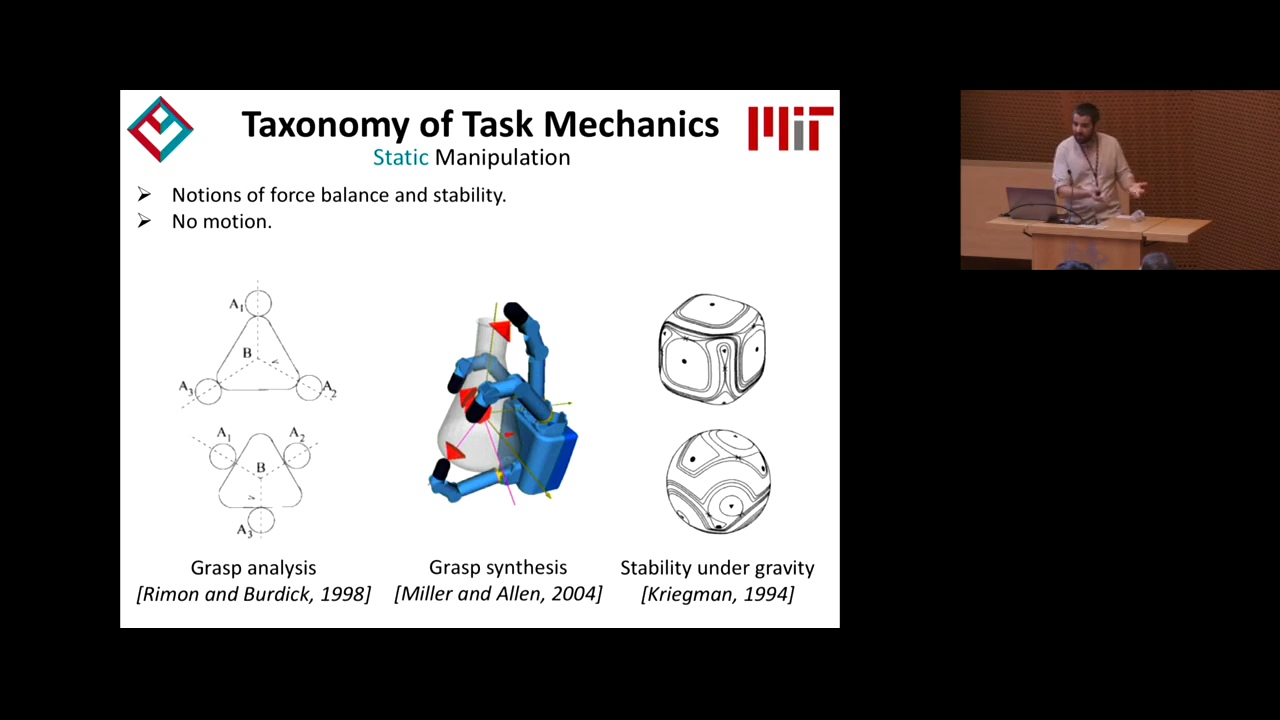 Taxonomy of Task Mechanics
MIT
Static Manipulation
Notions of force balance and stability.
No motion.
A1
B
A3
A2
A1
A2
B
A3
Grasp analysis
[Rimon and Burdick, 1998]
Grasp synthesis
[Miller and Allen, 2004]
Stability under gravity
[Kriegman, 1994]